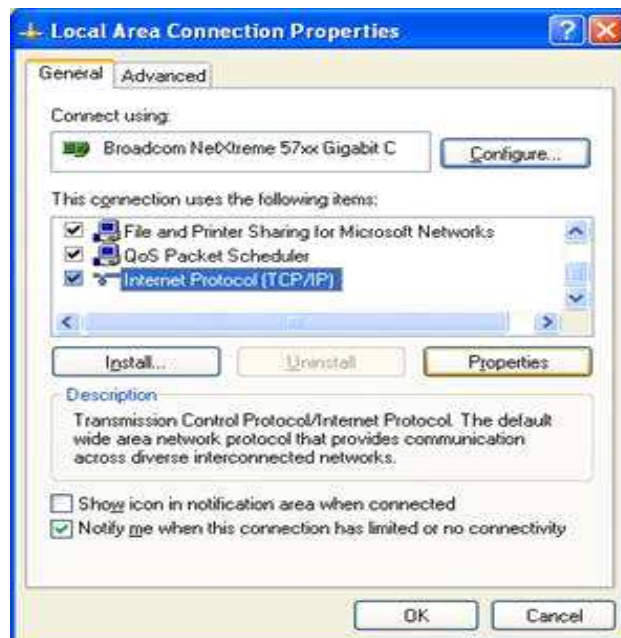 Local Area Connection Properties
General Advanced
Connect using:
Broadcom NetXtreme 57xx Gigabit C
Configure...
This connection uses the following items:
File and Printer Sharing for Microsoft Networks
QoS Packet Scheduler
Internet Protocol (TCP/IP)
Install... Uninstall Properties
Description
Transmission Control Protocol/Internet Protocol. The default
wide area network protocol that provides communication
across diverse interconnected networks.
Show icon in notification area when connected
Notify me when this connection has limited or no connectivity
OK Cancel